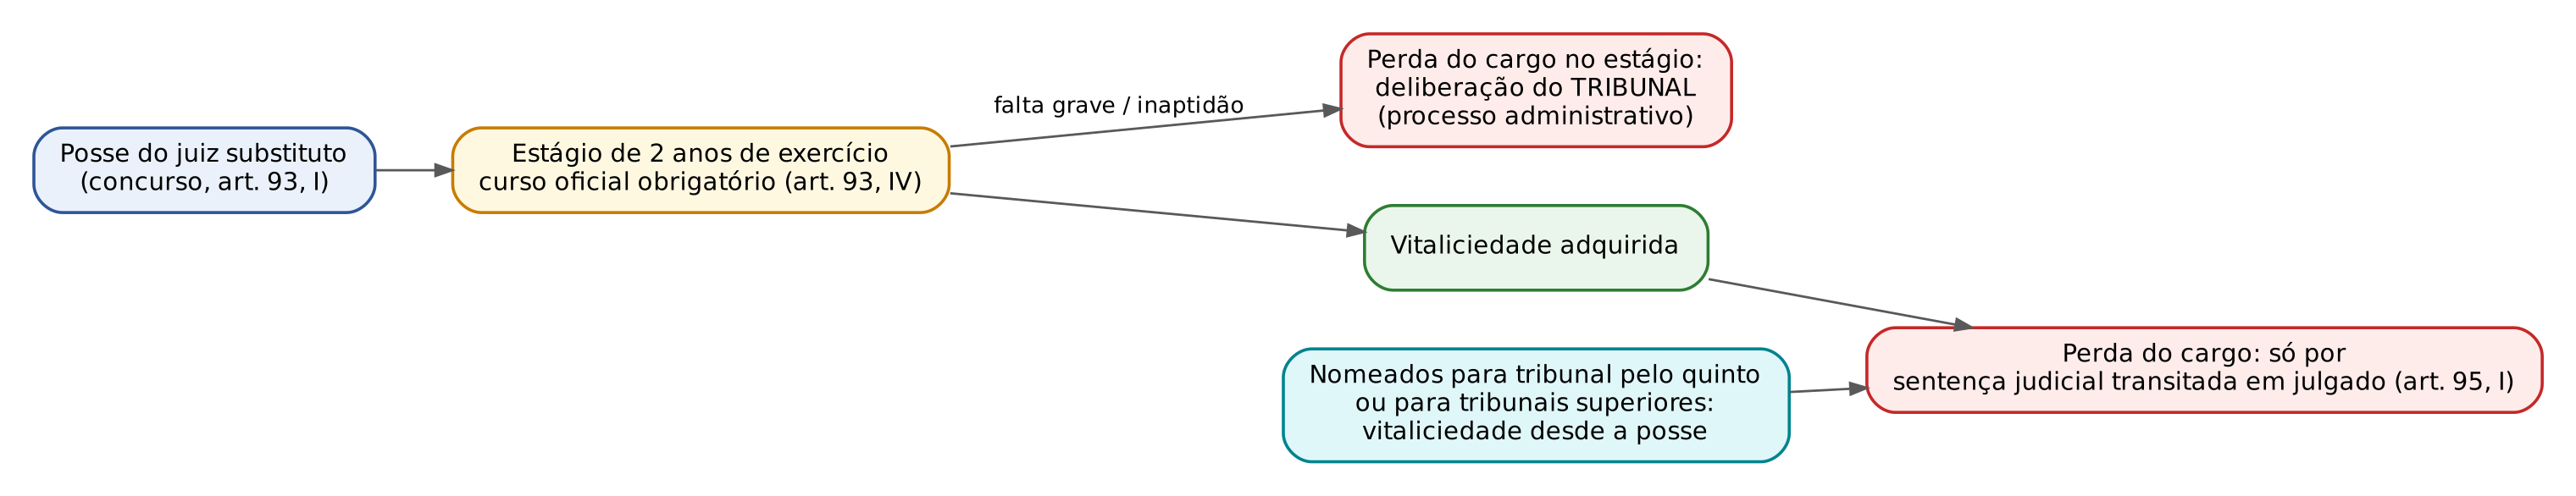 Posse do juiz substituto
(concurso, art. 93, I)
Estágio de 2 anos de exercício
curso oficial obrigatório (art. 93, IV)
falta grave / inaptidão
Perda do cargo no estágio:
deliberação do TRIBUNAL
(processo administrativo)
Vitaliciedade adquirida
Nomeados para tribunal pelo quinto
ou para tribunais superiores:
vitaliciedade desde a posse
Perda do cargo: só por
sentença judicial transitada em julgado (art. 95, I)